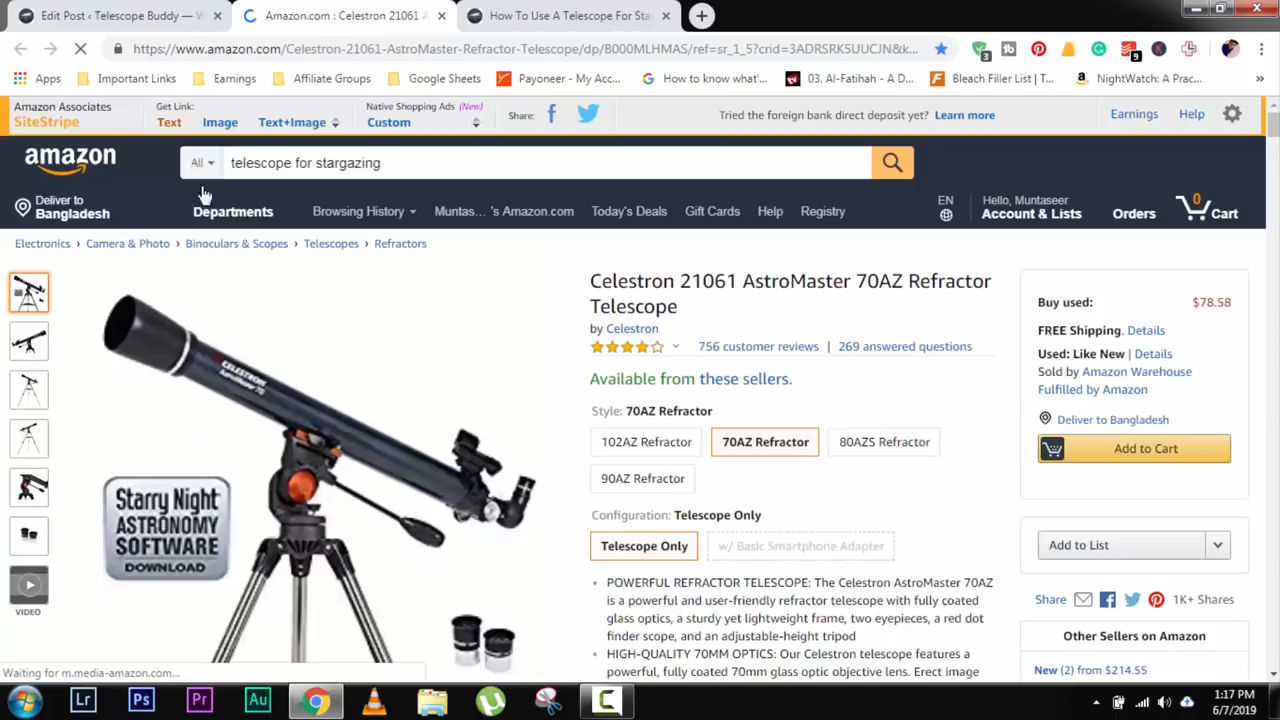 Edit Post ‹ Telescope Buddy — W
Amazon.com : Celestron 21061 A
How To Use A Telescope For Sta
https://www.amazon.com/Celestron-21061-AstroMaster-Refractor-Telescope/dp/B000MLHMAS/ref=sr_1_5?crid=3ADRSRK5UUCJN&k...
3
9
Apps
Important Links
Earnings
Affiliate Groups
Google Sheets
Payoneer - My Acc...
How to know what'...
03. Al-Fatihah - A D...
Bleach Filler List | T...
NightWatch: A Prac...
»
Amazon Associates
SiteStripe
Get Link:
Text
Image
Text+Image
Native Shopping Ads (New)
Custom
Share:
Tried the foreign bank direct deposit yet? Learn more
Earnings
Help
amazon
All
telescope for stargazing
Deliver to
Bangladesh
Departments
Browsing History
Muntas... 's Amazon.com
Today's Deals
Gift Cards
Help
Registry
EN
Hello, Muntaseer
Account & Lists
Orders
0
Cart
Electronics › Camera & Photo › Binoculars & Scopes › Telescopes › Refractors
VIDEO
CELESTRON
AstroMaster 70
Starry Night
ASTRONOMY
SOFTWARE
DOWNLOAD
Celestron 21061 AstroMaster 70AZ Refractor
Telescope
by Celestron
756 customer reviews | 269 answered questions
Available from these sellers.
Style: 70AZ Refractor
102AZ Refractor
70AZ Refractor
80AZS Refractor
90AZ Refractor
Configuration: Telescope Only
Telescope Only
w/ Basic Smartphone Adapter
• POWERFUL REFRACTOR TELESCOPE: The Celestron AstroMaster 70AZ
is a powerful and user-friendly refractor telescope with fully coated
glass optics, a sturdy yet lightweight frame, two eyepieces, a red dot
finder scope, and an adjustable-height tripod
• HIGH-QUALITY 70MM OPTICS: Our Celestron telescope features a
powerful, fully coated 70mm glass optic objective lens. Erect image
Buy used:
$78.58
FREE Shipping. Details
Used: Like New | Details
Sold by Amazon Warehouse
Fulfilled by Amazon
Deliver to Bangladesh
Add to Cart
Add to List
Share
1K+ Shares
Other Sellers on Amazon
New (2) from $214.55
Waiting for m.media-amazon.com...
Lr
Ps
Pr
Au
1:17 PM
6/7/2019